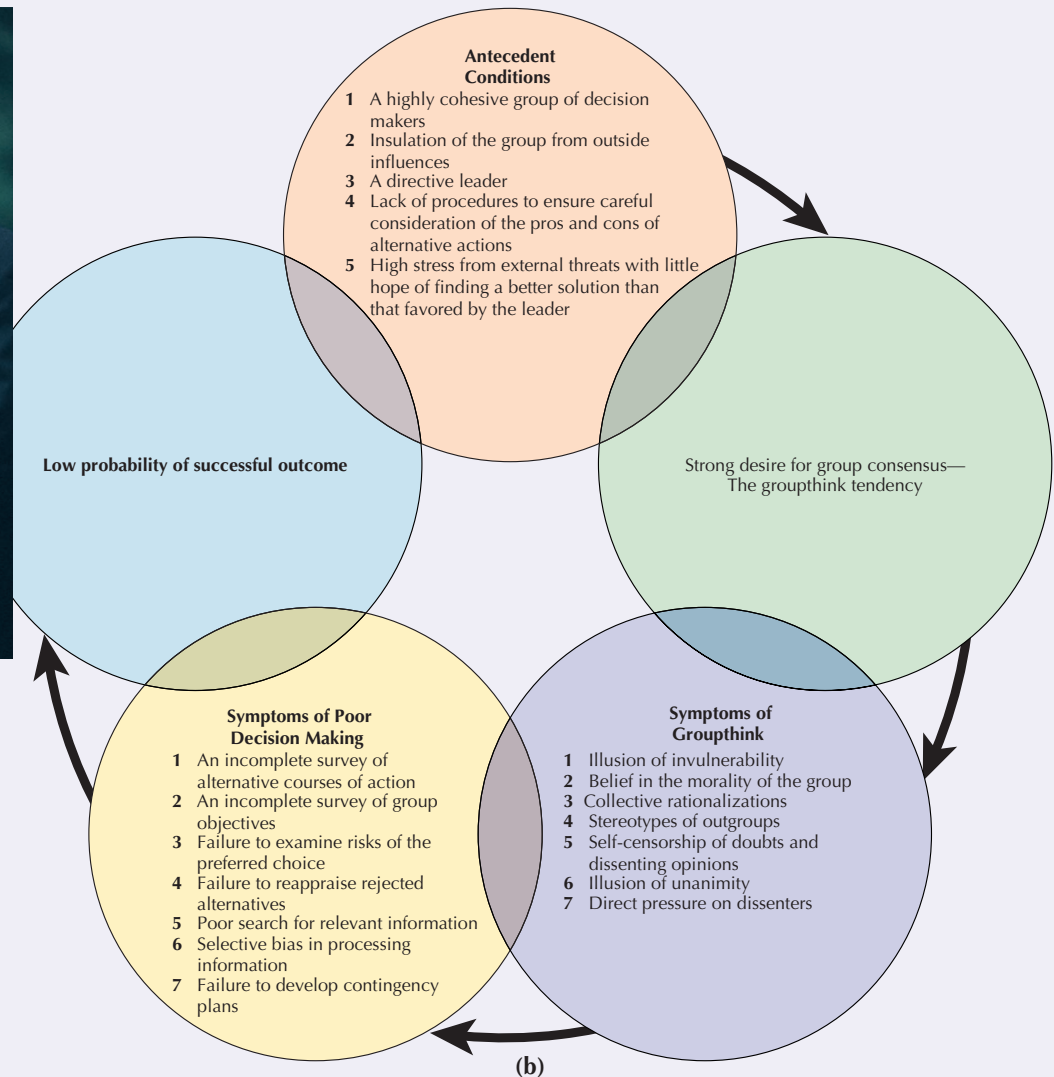 Antecedent
Conditions
1 A highly cohesive group of decision
makers
2 Insulation of the group from outside
influences
3 A directive leader
4 Lack of procedures to ensure careful
consideration of the pros and cons of
alternative actions
5 High stress from external threats with little
hope of finding a better solution than
that favored by the leader
Strong desire for group consensus—
The groupthink tendency
Symptoms of
Groupthink
1 Illusion of invulnerability
2 Belief in the morality of the group
3 Collective rationalizations
4 Stereotypes of outgroups
5 Self-censorship of doubts and
dissenting opinions
6 Illusion of unanimity
7 Direct pressure on dissenters
Symptoms of Poor
Decision Making
1 An incomplete survey of
alternative courses of action
2 An incomplete survey of group
objectives
3 Failure to examine risks of the
preferred choice
4 Failure to reappraise rejected
alternatives
5 Poor search for relevant information
6 Selective bias in processing
information
7 Failure to develop contingency
plans
Low probability of successful outcome
(b)